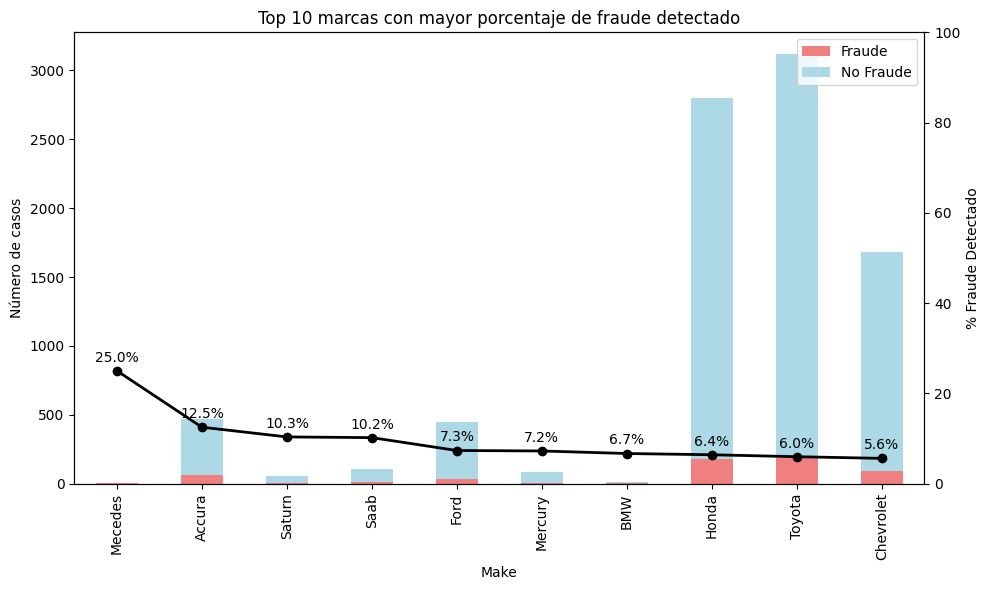 Top 10 marcas con mayor porcentaje de fraude detectado
Fraude
No Fraude
Número de casos
3000
2500
2000
1500
1000
500
0
100
80
60
40
20
0
% Fraude Detectado
25.0%
12.5%
10.3%
10.2%
7.3%
7.2%
6.7%
6.4%
6.0%
5.6%
Mecedes
Accura
Saturn
Saab
Ford
Mercury
BMW
Honda
Toyota
Chevrolet
Make